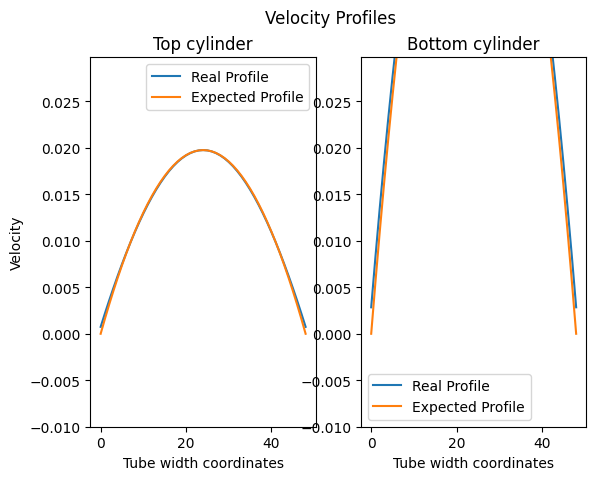 Velocity Profiles
Top cylinder
Real Profile
Expected Profile
0.025
0.020
0.015
0.010
0.005
0.000
−0.005
−0.010
Velocity
0 20 40
Tube width coordinates
Bottom cylinder
0.025
0.020
0.015
0.010
0.005
0.000
−0.005
−0.010
Real Profile
Expected Profile
0 20 40
Tube width coordinates